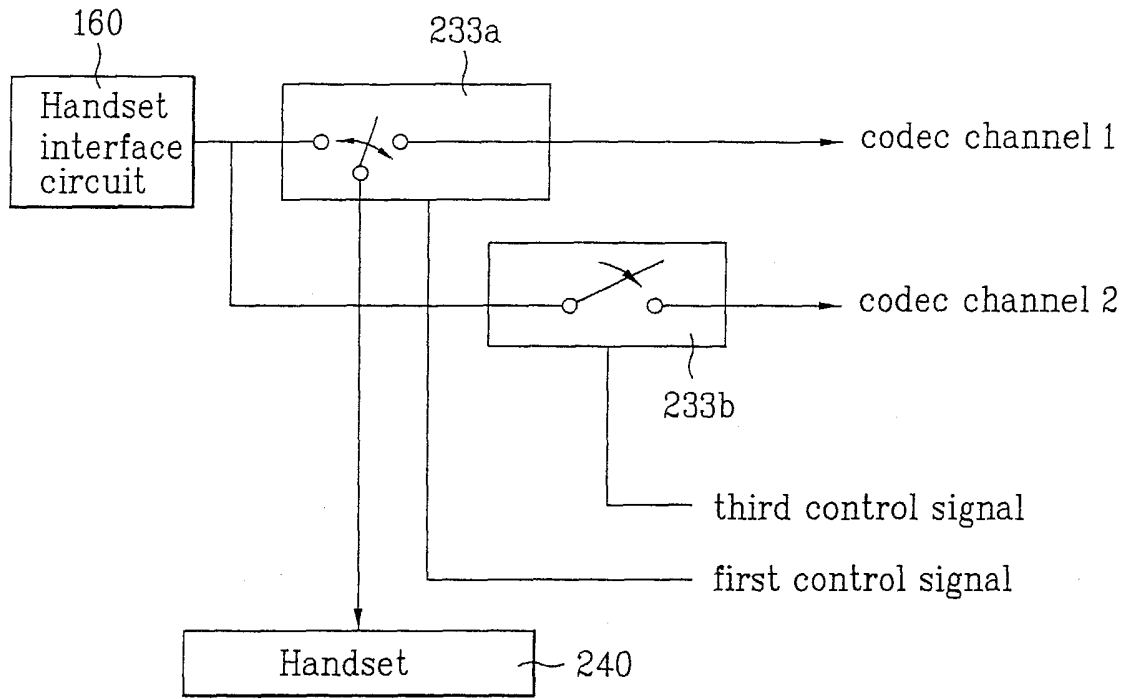 160
233a
Handset
interface
circuit
codec channel 1
codec channel 2
233b
third control signal
first control signal
Handset
240